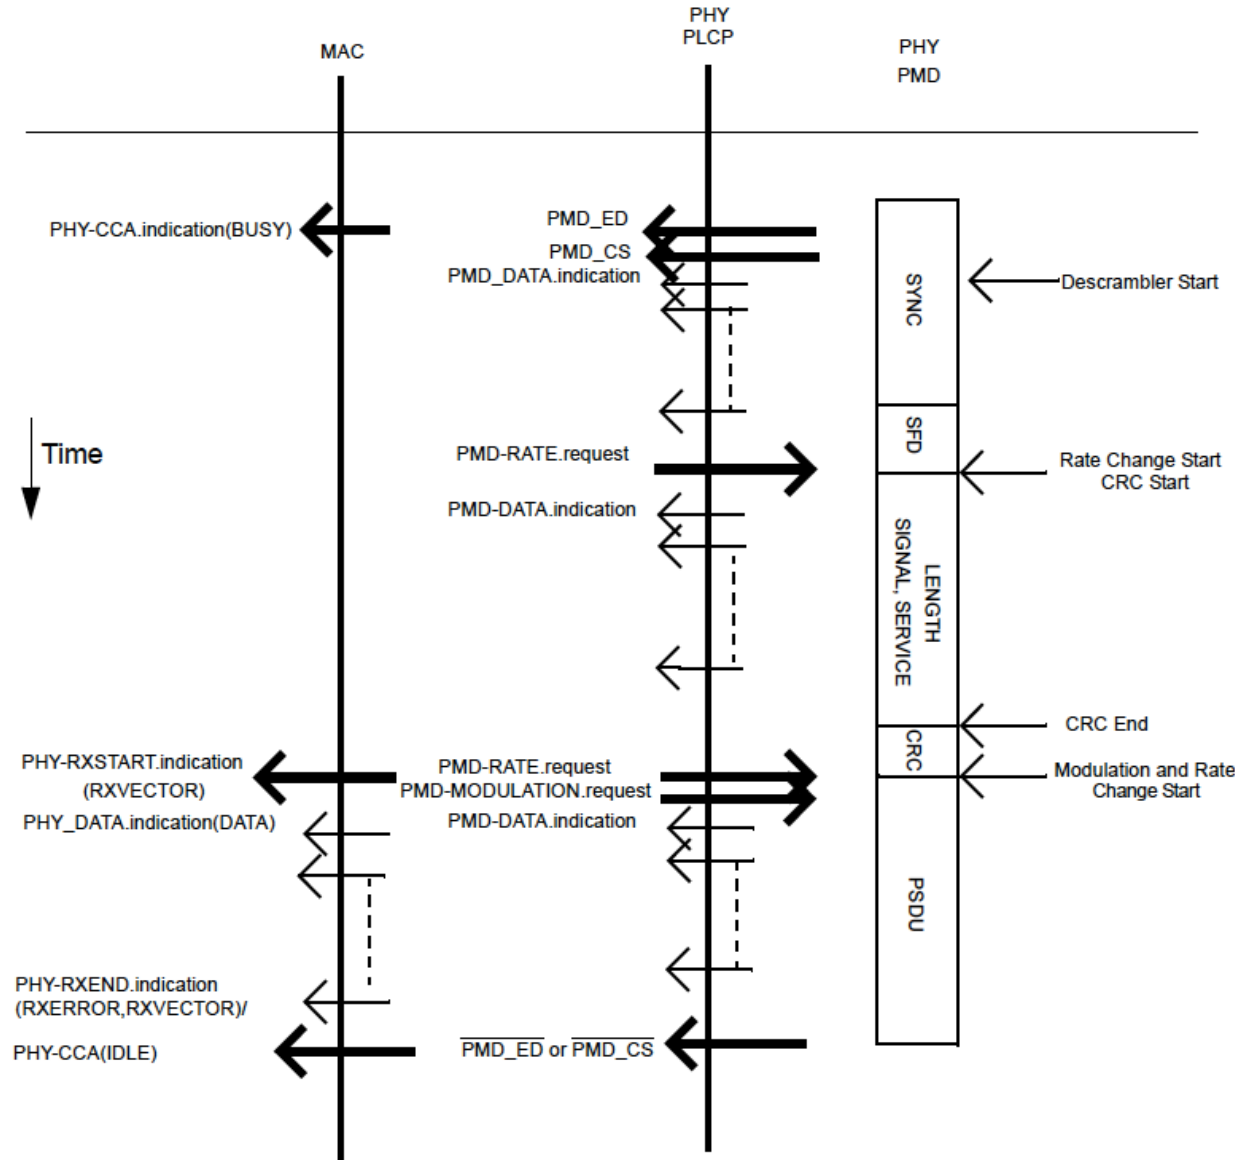 PHY
PLCP
MAC
PHY
PMD
PHY-CCA.indication(BUSY)
PMD_ED
PMD_CS
PMD_DATA.indication
SYNC
Descrambler Start
Time
SFD
PMD-RATE.request
Rate Change Start
CRC Start
PMD-DATA.indication
LENGTH
SIGNAL, SERVICE
CRC End
CRC
PHY-RXSTART.indication
(RXVECTOR)
PMD-RATE.request
PMD-MODULATION.request
Modulation and Rate
Change Start
PHY_DATA.indication(DATA)
PMD-DATA.indication
PSDU
PHY-RXEND.indication
(RXERROR,RXVECTOR)/
PHY-CCA(IDLE)
PMD_ED or PMD_CS